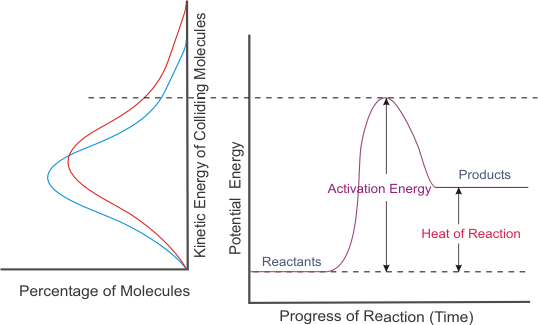 Kinetic Energy of Colliding Molecules
Percentage of Molecules
Potential Energy
Activation Energy
Products
Heat of Reaction
Reactants
Progress of Reaction (Time)